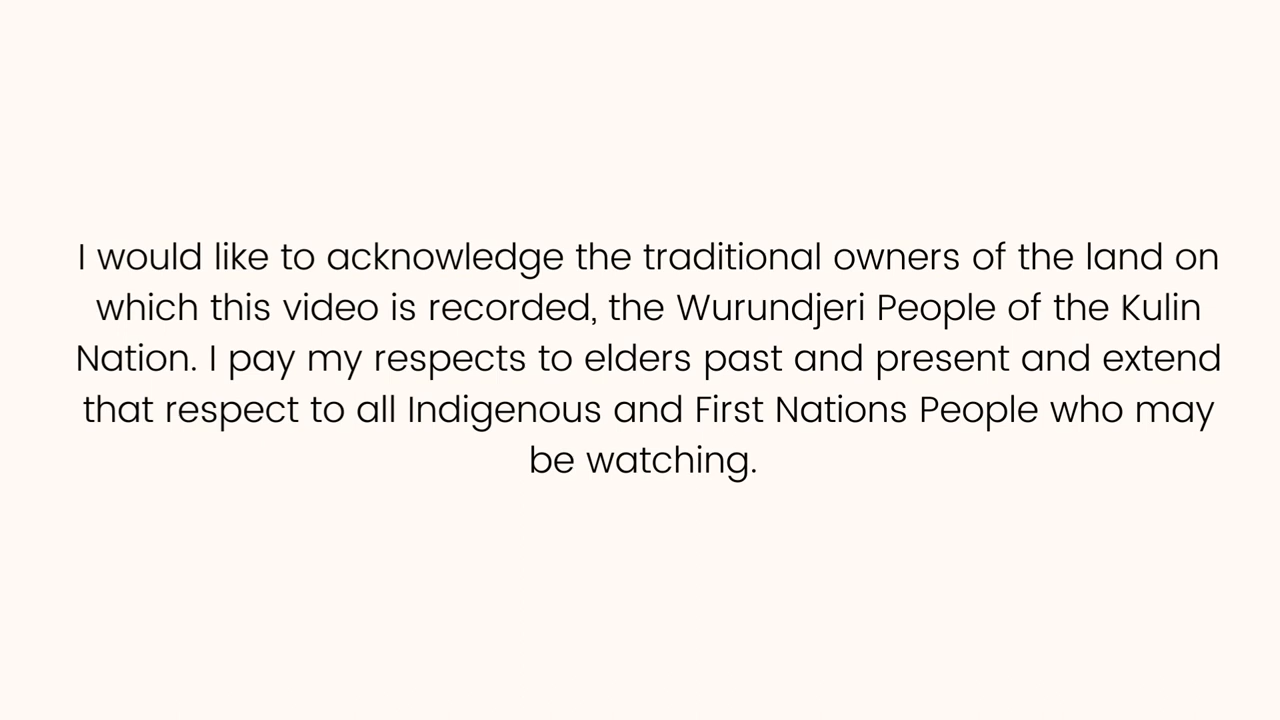 I would like to acknowledge the traditional owners of the land on
which this video is recorded, the Wurundjeri People of the Kulin
Nation. I pay my respects to elders past and present and extend
that respect to all Indigenous and First Nations People who may
be watching.